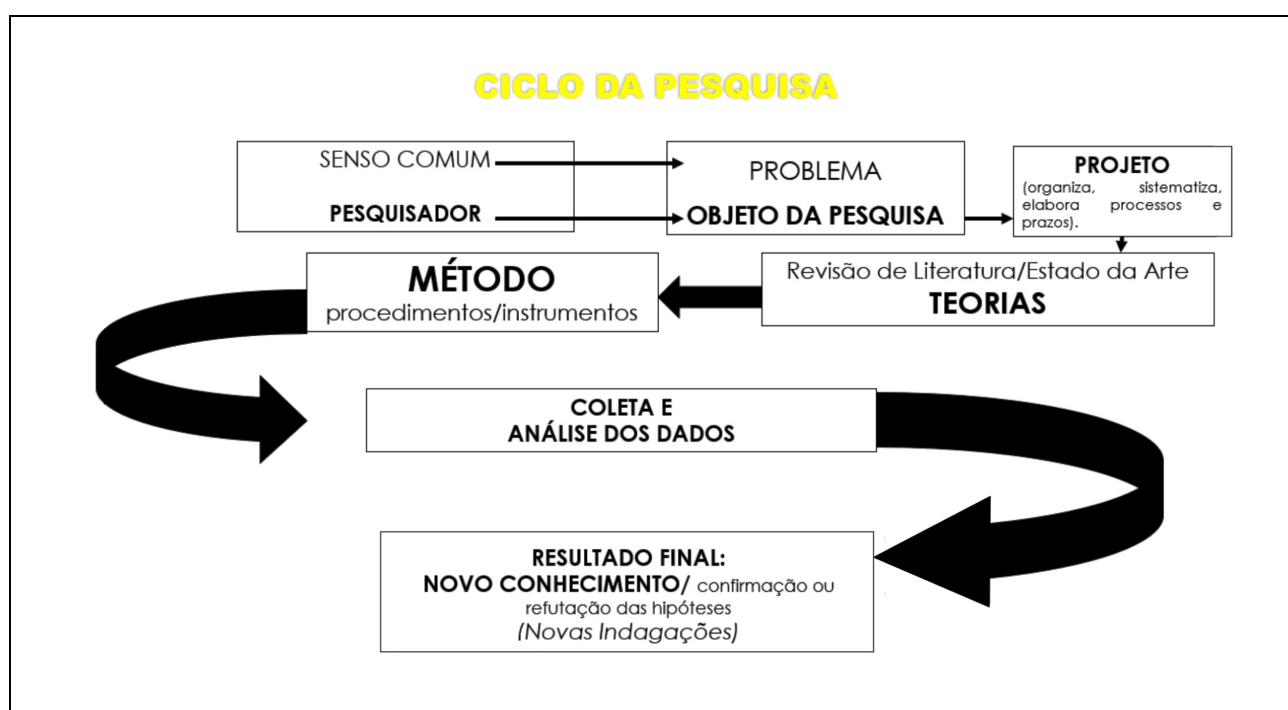 CICLO DA PESQUISA
SENSO COMUM
PESQUISADOR
PROBLEMA
OBJETO DA PESQUISA
PROJETO
(organiza, sistematiza,
elabora processos e
prazos).
Revisão de Literatura/Estado da Arte
TEORIAS
MÉTODO
procedimentos/instrumentos
COLETA E
ANÁLISE DOS DADOS
RESULTADO FINAL:
NOVO CONHECIMENTO/ confirmação ou
refutação das hipóteses
(Novas Indagações)